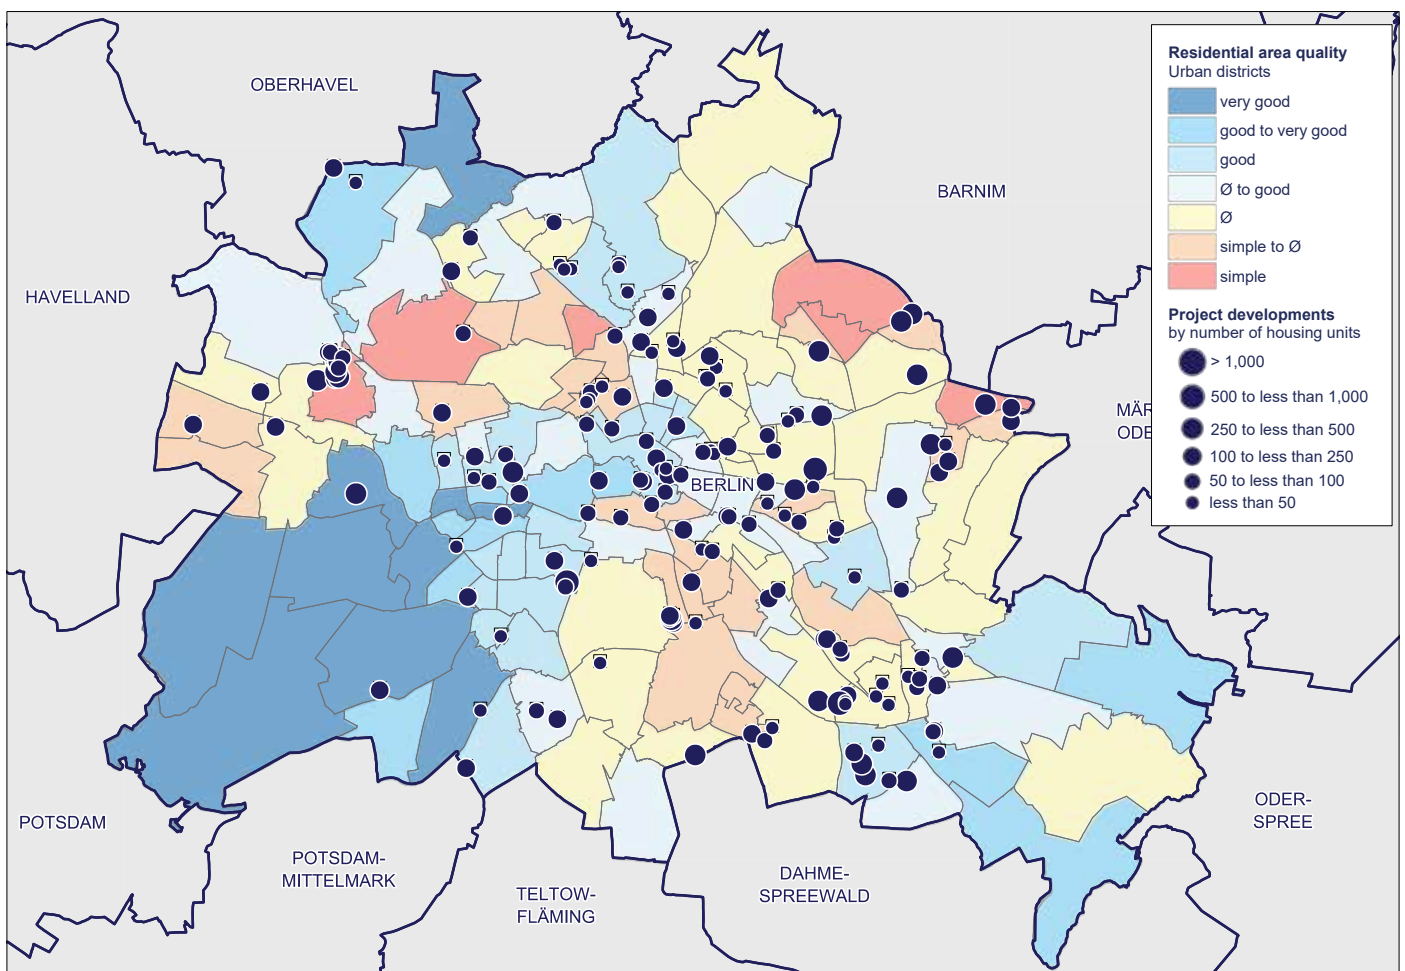 OBERHAVEL
BARNIM
HAVELLAND
MÄR
ODE
BERLIN
POTSDAM
POTSDAM-
MITTELMARK
TELTOW-
FLÄMING
DAHME-
SPREEWALD
ODER-
SPREE
Residential area quality
Urban districts
very good
good to very good
good
Ø to good
Ø
simple to Ø
simple
Project developments
by number of housing units
> 1,000
500 to less than 1,000
250 to less than 500
100 to less than 250
50 to less than 100
less than 50